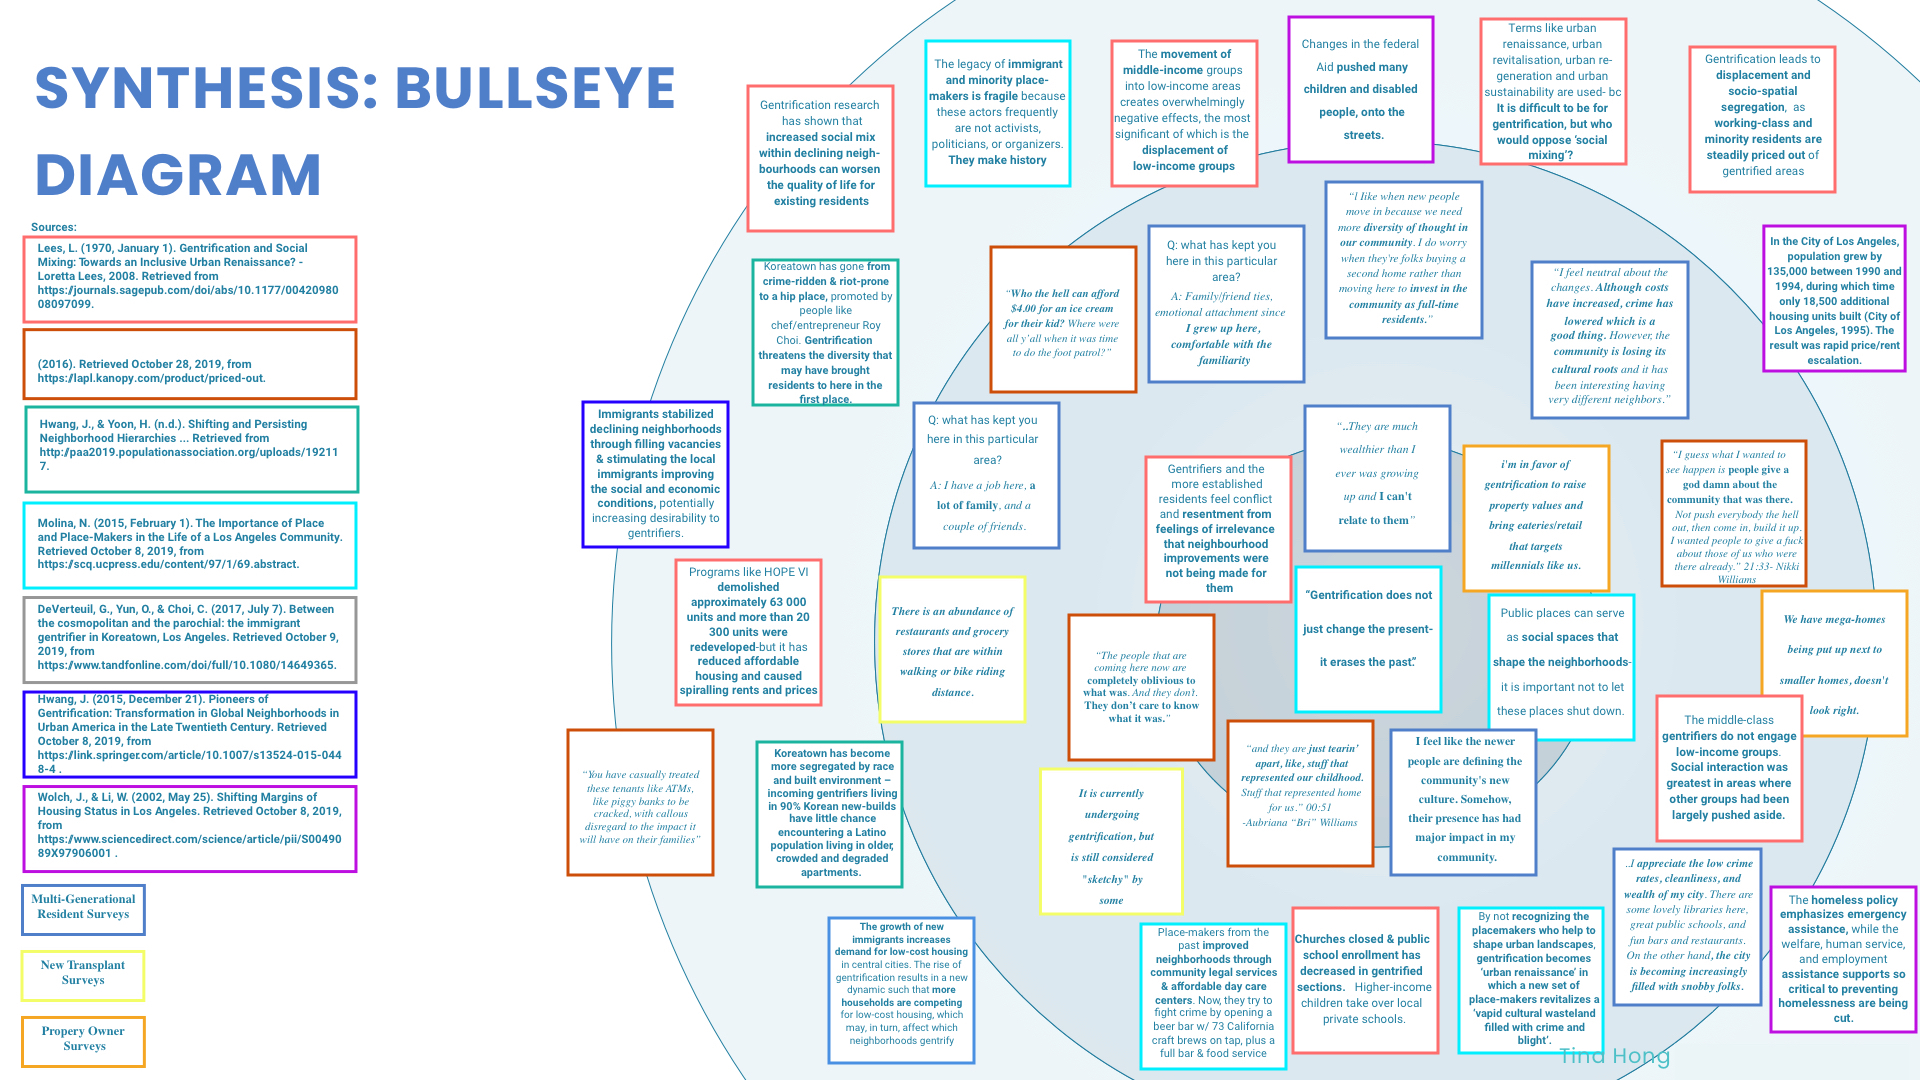 SYNTHESIS: BULLSEYE
DIAGRAM
Sources:
Lees, L. (1970, January 1). Gentrification and Social
Mixing: Towards an Inclusive Urban Renaissance? -
Loretta Lees, 2008. Retrieved from
https://journals.sagepub.com/doi/abs/10.1177/00420980
08097099.
(2016). Retrieved October 28, 2019, from
https://lapl.kanopy.com/product/priced-out.
Hwang, J., & Yoon, H. (n.d.). Shifting and Persisting
Neighborhood Hierarchies ... Retrieved from
http://paa2019.populationassociation.org/uploads/19211
7.
Molina, N. (2015, February 1). The Importance of Place
and Place-Makers in the Life of a Los Angeles Community.
Retrieved October 8, 2019, from
https://scq.ucpress.edu/content/97/1/69.abstract.
DeVerteuil, G., Yun, O., & Choi, C. (2017, July 7). Between
the cosmopolitan and the parochial: the immigrant
gentrifier in Koreatown, Los Angeles. Retrieved October 9,
2019, from
https://www.tandfonline.com/doi/full/10.1080/14649365.
Hwang, J. (2015, December 21). Pioneers of
Gentrification: Transformation in Global Neighborhoods in
Urban America in the Late Twentieth Century. Retrieved
October 8, 2019, from
https://link.springer.com/article/10.1007/s13524-015-044
8-4 .
Wolch, J., & Li, W. (2002, May 25). Shifting Margins of
Housing Status in Los Angeles. Retrieved October 8, 2019,
from
https://www.sciencedirect.com/science/article/pii/S00490
89X97906001 .
Multi-Generational
Resident Surveys
New Transplant
Surveys
Propery Owner
Surveys
Gentrification research
has shown that
increased social mix
within declining neigh-
bourhoods can worsen
the quality of life for
existing residents
The legacy of immigrant
and minority place-
makers is fragile because
these actors frequently
are not activists,
politicians, or organizers.
They make history
The movement of
middle-income groups
into low-income areas
creates overwhelmingly
negative effects, the most
significant of which is the
displacement of
low-income groups
Changes in the federal
Aid pushed many
children and disabled
people, onto the
streets.
Terms like urban
renaissance, urban
revitalisation, urban re-
generation and urban
sustainability are used- bc
It is difficult to be for
gentrification, but who
would oppose ‘social
mixing’?
Gentrification leads to
displacement and
socio-spatial
segregation, as
working-class and
minority residents are
steadily priced out of
gentrified areas
Koreatown has gone from
crime-ridden & riot-prone
to a hip place, promoted by
people like
chef/entrepreneur Roy
Choi. Gentrification
threatens the diversity that
may have brought
residents to here in the
first place.
“Who the hell can afford
$4.00 for an ice cream
for their kid? Where were
all y'all when it was time
to do the foot patrol?”
Q: what has kept you
here in this particular
area?
A: Family/friend ties,
emotional attachment since
I grew up here,
comfortable with the
familiarity
“I like when new people
move in because we need
more diversity of thought in
our community. I do worry
when they're folks buying a
second home rather than
moving here to invest in the
community as full-time
residents.”
“I feel neutral about the
changes. Although costs
have increased, crime has
lowered which is a
good thing. However, the
community is losing its
cultural roots and it has
been interesting having
very different neighbors.”
In the City of Los Angeles,
population grew by
135,000 between 1990 and
1994, during which time
only 18,500 additional
housing units built (City of
Los Angeles, 1995). The
result was rapid price/rent
escalation.
Immigrants stabilized
declining neighborhoods
through filling vacancies
& stimulating the local
immigrants improving
the social and economic
conditions, potentially
increasing desirability to
gentrifiers.
Q: what has kept you
here in this particular
area?
A: I have a job here, a
lot of family, and a
couple of friends.
Gentrifiers and the
more established
residents feel conflict
and resentment from
feelings of irrelevance
that neighbourhood
improvements were
not being made for
them
“..They are much
wealthier than I
ever was growing
up and I can't
relate to them”
i'm in favor of
gentrification to raise
property values and
bring eateries/retail
that targets
millennials like us.
“I guess what I wanted to
see happen is people give a
god damn about the
community that was there.
Not push everybody the hell
out, then come in, build it up.
I wanted people to give a fuck
about those of us who were
there already.” 21:33- Nikki
Williams
Programs like HOPE VI
demolished
approximately 63 000
units and more than 20
300 units were
redeveloped-but it has
reduced affordable
housing and caused
spiralling rents and prices
There is an abundance of
restaurants and grocery
stores that are within
walking or bike riding
distance.
“The people that are
coming here now are
completely oblivious to
what was. And they don't.
They don’t care to know
what it was.”
“Gentrification does not
just change the present-
it erases the past.”
Public places can serve
as social spaces that
shape the neighborhoods-
it is important not to let
these places shut down.
We have mega-homes
being put up next to
smaller homes, doesn't
look right.
“You have casually treated
these tenants like ATMs,
like piggy banks to be
cracked, with callous
disregard to the impact it
will have on their families”
Koreatown has become
more segregated by race
and built environment –
incoming gentrifiers living
in 90% Korean new-builds
have little chance
encountering a Latino
population living in older,
crowded and degraded
apartments.
It is currently
undergoing
gentrification, but
is still considered
"sketchy" by
some
“and they are just tearin’
apart, like, stuff that
represented our childhood.
Stuff that represented home
for us.” 00:51
-Aubriana “Bri” Williams
I feel like the newer
people are defining the
community's new
culture. Somehow,
their presence has had
major impact in my
community.
The middle-class
gentrifiers do not engage
low-income groups.
Social interaction was
greatest in areas where
other groups had been
largely pushed aside.
..I appreciate the low crime
rates, cleanliness, and
wealth of my city. There are
some lovely libraries here,
great public schools, and
fun bars and restaurants.
On the other hand, the city
is becoming increasingly
filled with snobby folks.
The homeless policy
emphasizes emergency
assistance, while the
welfare, human service,
and employment
assistance supports so
critical to preventing
homelessness are being
cut.
The growth of new
immigrants increases
demand for low-cost housing
in central cities. The rise of
gentrification results in a new
dynamic such that more
households are competing
for low-cost housing, which
may, in turn, affect which
neighborhoods gentrify
Place-makers from the
past improved
neighborhoods through
community legal services
& affordable day care
centers. Now, they try to
fight crime by opening a
beer bar w/ 73 California
craft brews on tap, plus a
full bar & food service
Churches closed & public
school enrollment has
decreased in gentrified
sections. Higher-income
children take over local
private schools.
By not recognizing the
placemakers who help to
shape urban landscapes,
gentrification becomes
‘urban renaissance’ in
which a new set of
place-makers revitalizes a
‘vapid cultural wasteland
filled with crime and
blight’.
Tina Hong